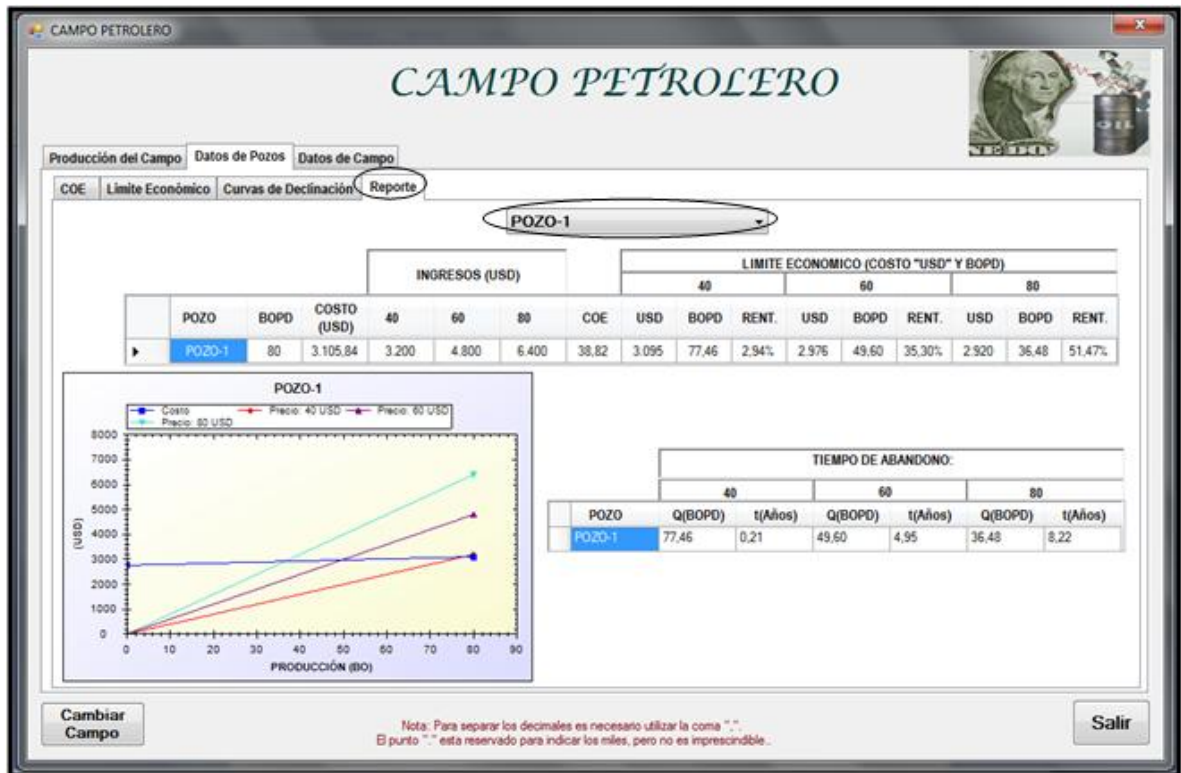 CAMPO PETROLERO
CAMPO PETROLERO
OIL
Producción del Campo Datos de Pozos Datos de Campo
COE Limite Económico Curvas de Declinación Reporte
POZO-1
INGRESOS (USD) LIMITE ECONOMICO (COSTO "USD" Y BOPD)
40 60 80
POZO BOPD COSTO (USD) 40 60 80 COE USD BOPD RENT. USD BOPD RENT. USD BOPD RENT.
POZO-1 80 3.105,84 3.200 4.800 6.400 38,82 3.095 77,46 2,94% 2.976 49,60 35,30% 2.920 36,48 51,47%
POZO-1
Costo Precio: 40 USD Precio: 60 USD
Precio: 80 USD
8000
7000
6000
5000
4000
3000
2000
1000
0
(USD)
0 10 20 30 40 50 60 70 80 90
PRODUCCIÓN (BO)
TIEMPO DE ABANDONO:
40 60 80
POZO Q(BOPD) t(Años) Q(BOPD) t(Años) Q(BOPD) t(Años)
POZO-1 77,46 0,21 49,60 4,95 36,48 8,22
Cambiar
Campo
Nota: Para separar los decimales es necesario utilizar la coma ",".
El punto "." esta reservado para indicar los miles, pero no es imprescindible..
Salir